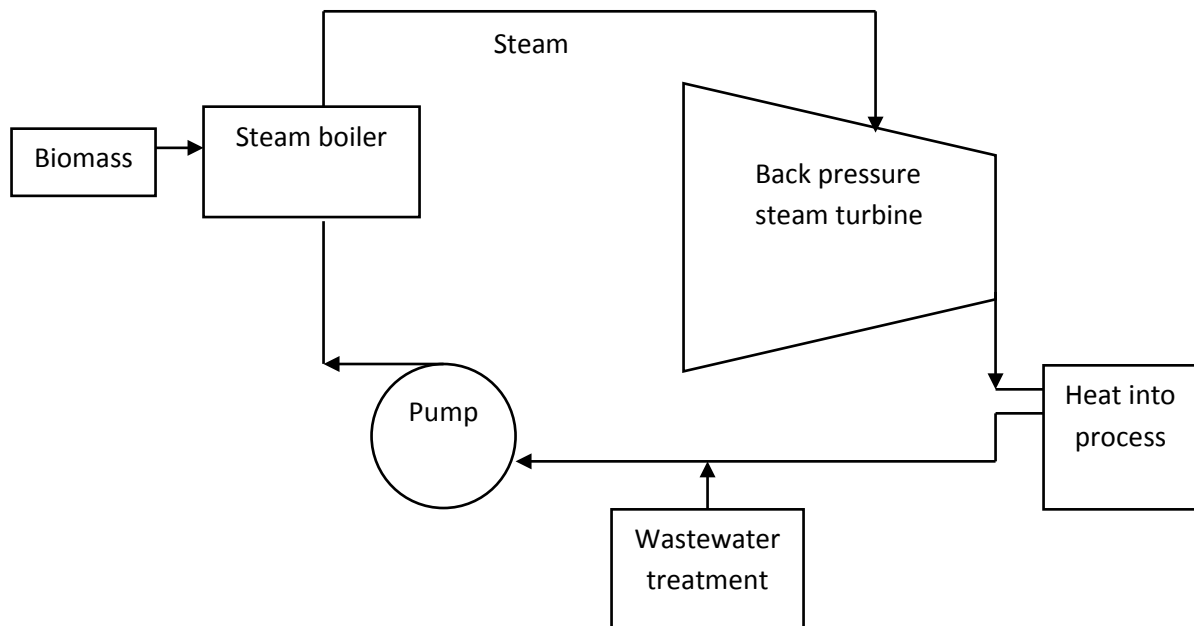 Steam
Biomass
Steam boiler
Back pressure
steam turbine
Pump
Heat into
process
Wastewater
treatment